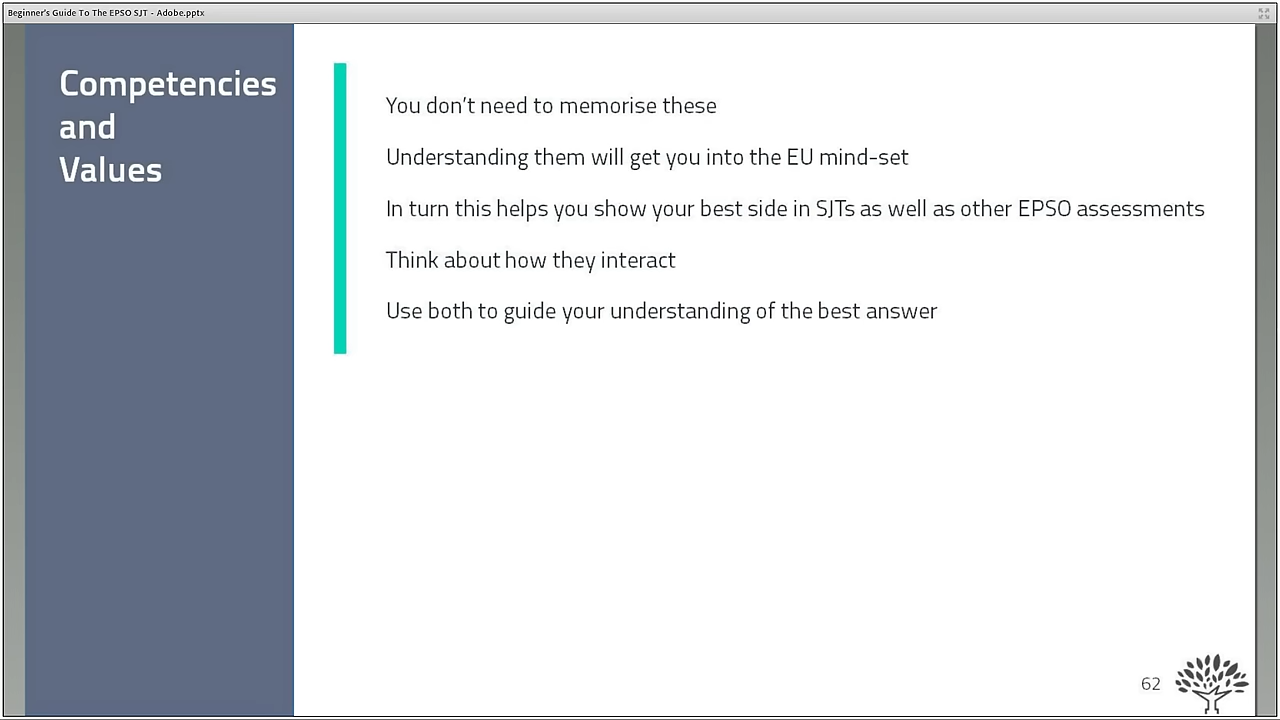 Beginner's Guide To The EPSO SJT - Adobe.pptx
Competencies
and
Values
You don't need to memorise these
Understanding them will get you into the EU mind-set
In turn this helps you show your best side in SJTs as well as other EPSO assessments
Think about how they interact
Use both to guide your understanding of the best answer
62